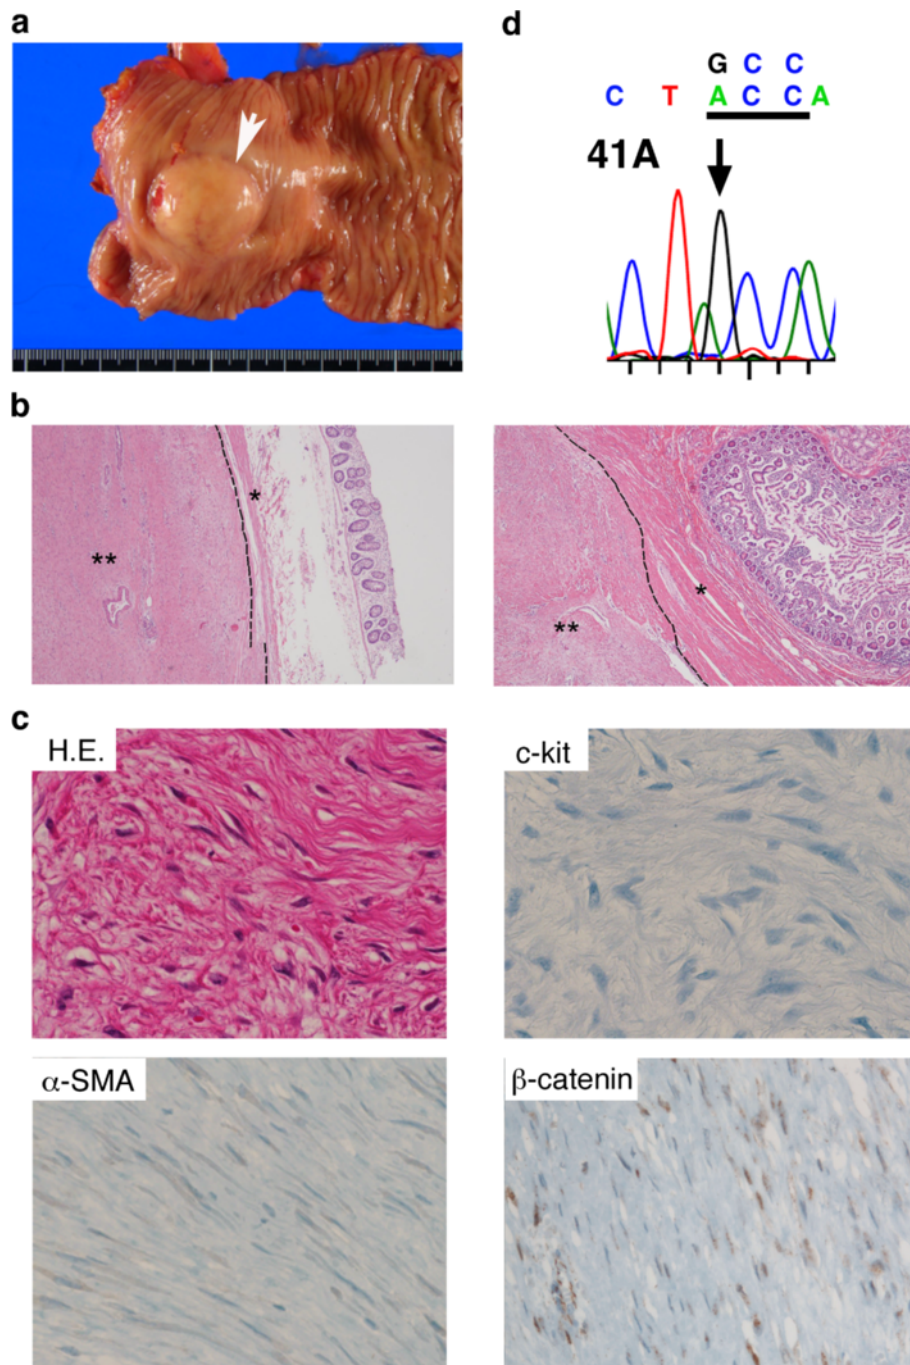 a
d
G C C
C T A C C A
41A
b
*
**
*
**
c
H.E.
c-kit
α-SMA
β-catenin